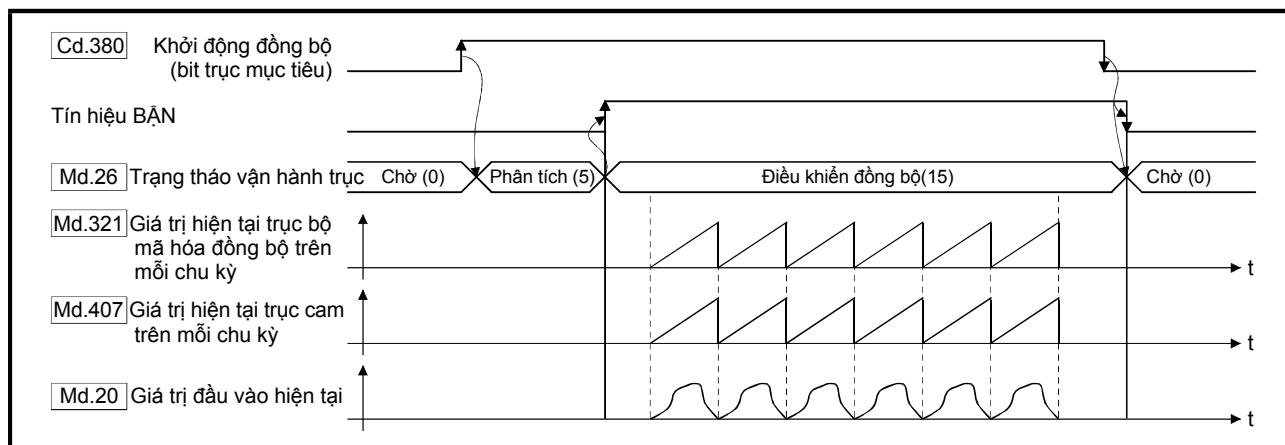 Cd.380 Khởi động đồng bộ
(bit trục mục tiêu)
Tín hiệu BẬN
Md.26 Trạng tháo vận hành trục Chờ (0) Phân tích (5) Điều khiển đồng bộ(15) Chờ (0)
Md.321 Giá trị hiện tại trục bộ
mã hóa đồng bộ trên
mỗi chu kỳ
t
Md.407 Giá trị hiện tại trục cam
trên mỗi chu kỳ
t
Md.20 Giá trị đầu vào hiện tại
t